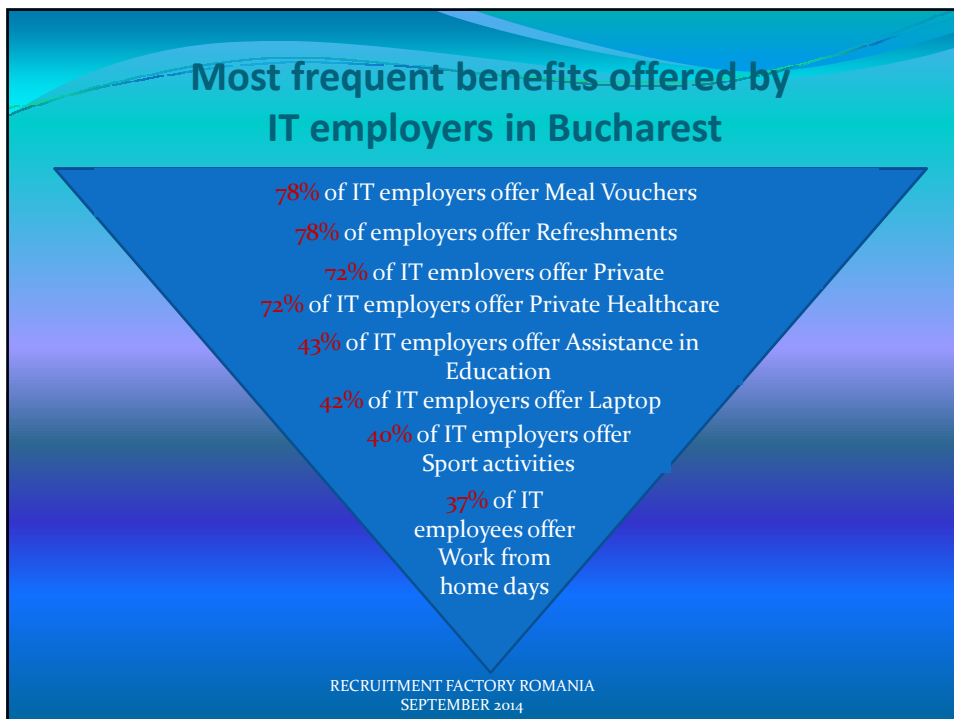 Most frequent benefits offered by
IT employers in Bucharest
78% of IT employers offer Meal Vouchers
78% of employers offer Refreshments
72% of IT employers offer Private
72% of IT employers offer Private Healthcare
43% of IT employers offer Assistance in
Education
42% of IT employers offer Laptop
40% of IT employers offer
Sport activities
37% of IT
employees offer
Work from
home days
RECRUITMENT FACTORY ROMANIA
SEPTEMBER 2014